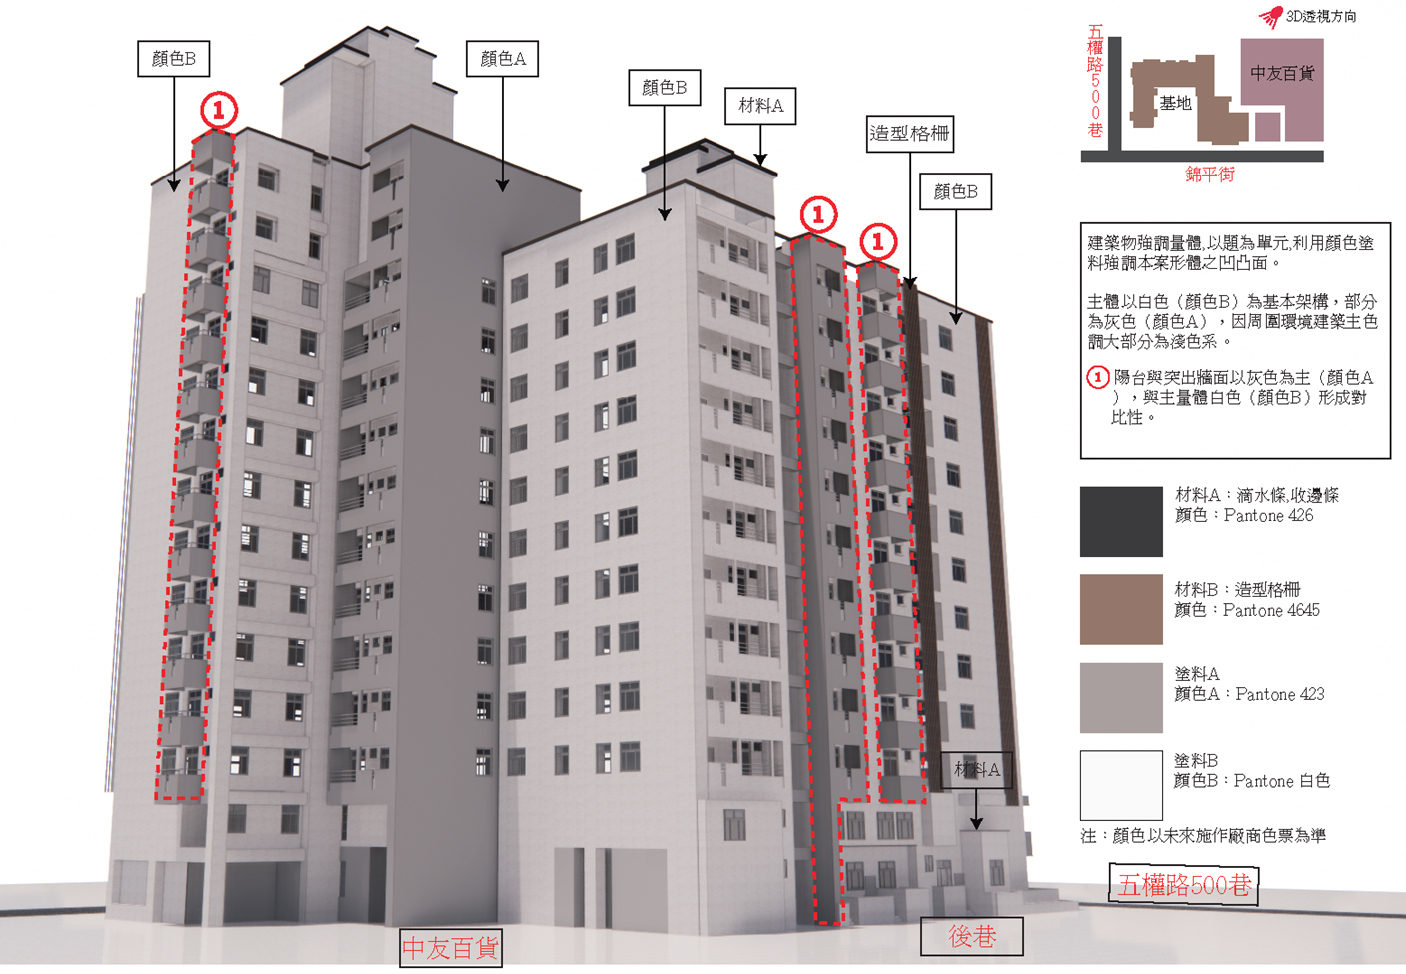 顏色B
顏色A
顏色B
材料A
造型格柵
顏色B
1
1
1
3D透視方向
五權路500巷
中友百貨
基地
錦平街
建築物強調量體,以題為單元,利用顏色塗
料強調本案形體之凹凸面。
主體以白色（顏色B）為基本架構，部分
為灰色（顏色A），因周圍環境建築主色
調大部分為淺色系。
1 陽台與突出牆面以灰色為主（顏色A
），與主量體白色（顏色B）形成對
比性。
材料A：滴水條,收邊條
顏色：Pantone 426
材料B：造型格柵
顏色：Pantone 4645
塗料A
顏色A：Pantone 423
塗料B
顏色B：Pantone 白色
注：顏色以未來施作廠商色票為準
材料A
五權路500巷
後巷
中友百貨